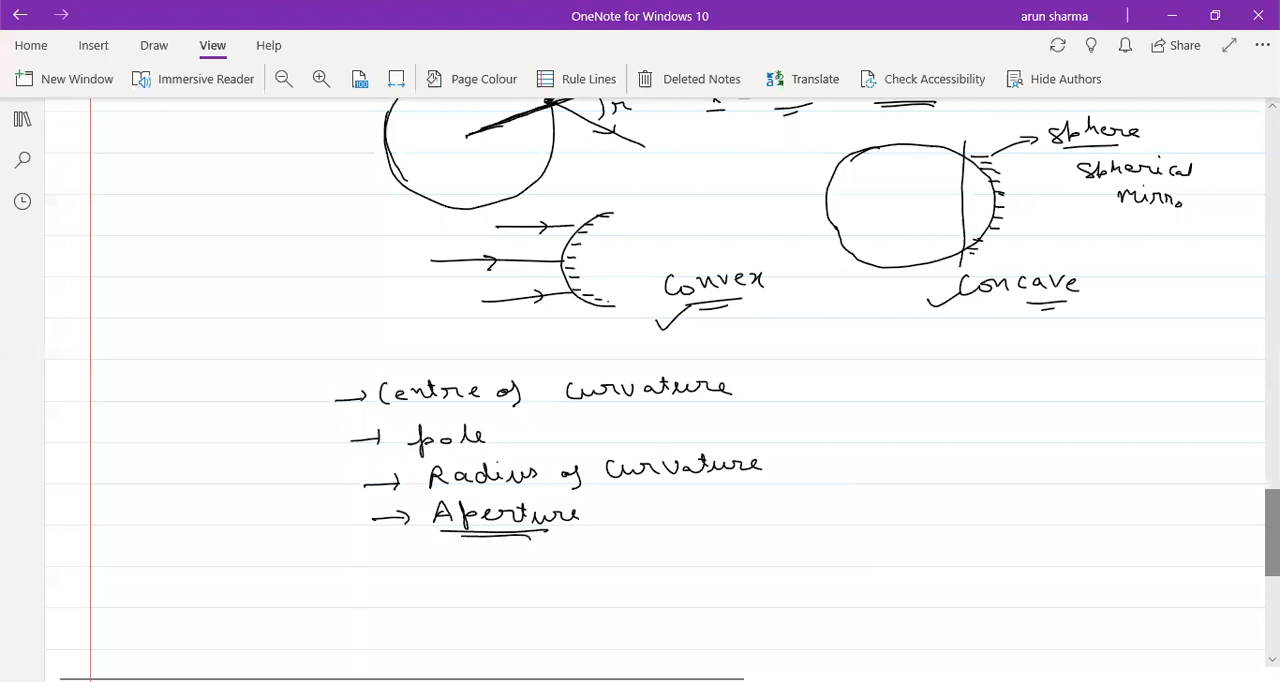 OneNote for Windows 10
arun sharma
Home Insert Draw View Help
Share
New Window Immersive Reader Page Colour Rule Lines Deleted Notes Translate Check Accessibility Hide Authors
r
sphere
spherical
mirro
Convex
Concave
→ Centre of Curvature
→ pole
→ Radius of Curvature
→ Aperture